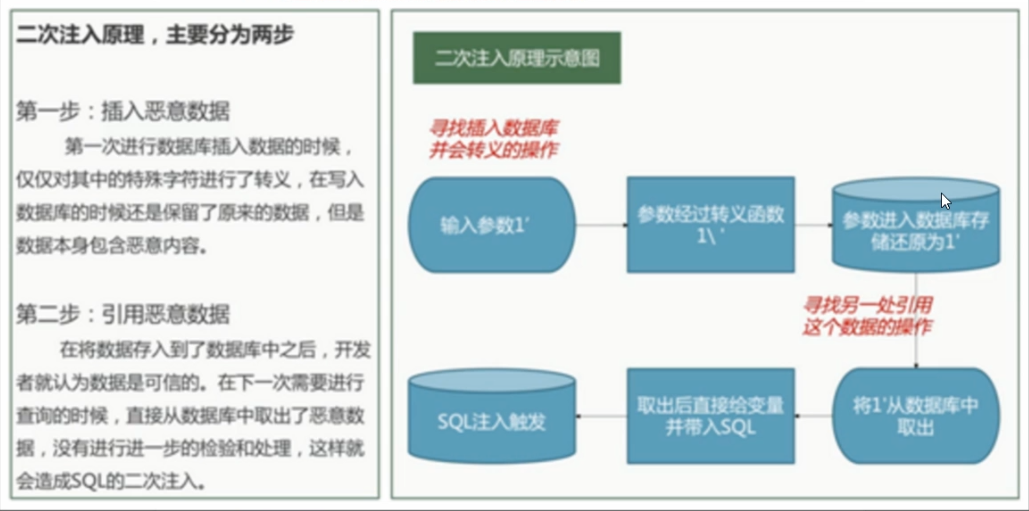 二次注入原理，主要分为两步
第一步：插入恶意数据
第一次进行数据库插入数据的时候，
仅仅对其中的特殊字符进行了转义，在写入
数据库的时候还是保留了原来的数据，但是
数据本身包含恶意内容。
第二步：引用恶意数据
在将数据存入到了数据库中之后，开发
者就认为数据是可信的。在下一次需要进行
查询的时候，直接从数据库中取出了恶意数
据，没有进行进一步的检验和处理，这样就
会造成SQL的二次注入。
二次注入原理示意图
寻找插入数据库
并会转义的操作
输入参数1'
参数经过转义函数
1\ '
参数进入数据库存
储还原为1'
寻找另一处引用
这个数据的操作
将1'从数据库中
取出
取出后直接给变量
并带入SQL
SQL注入触发